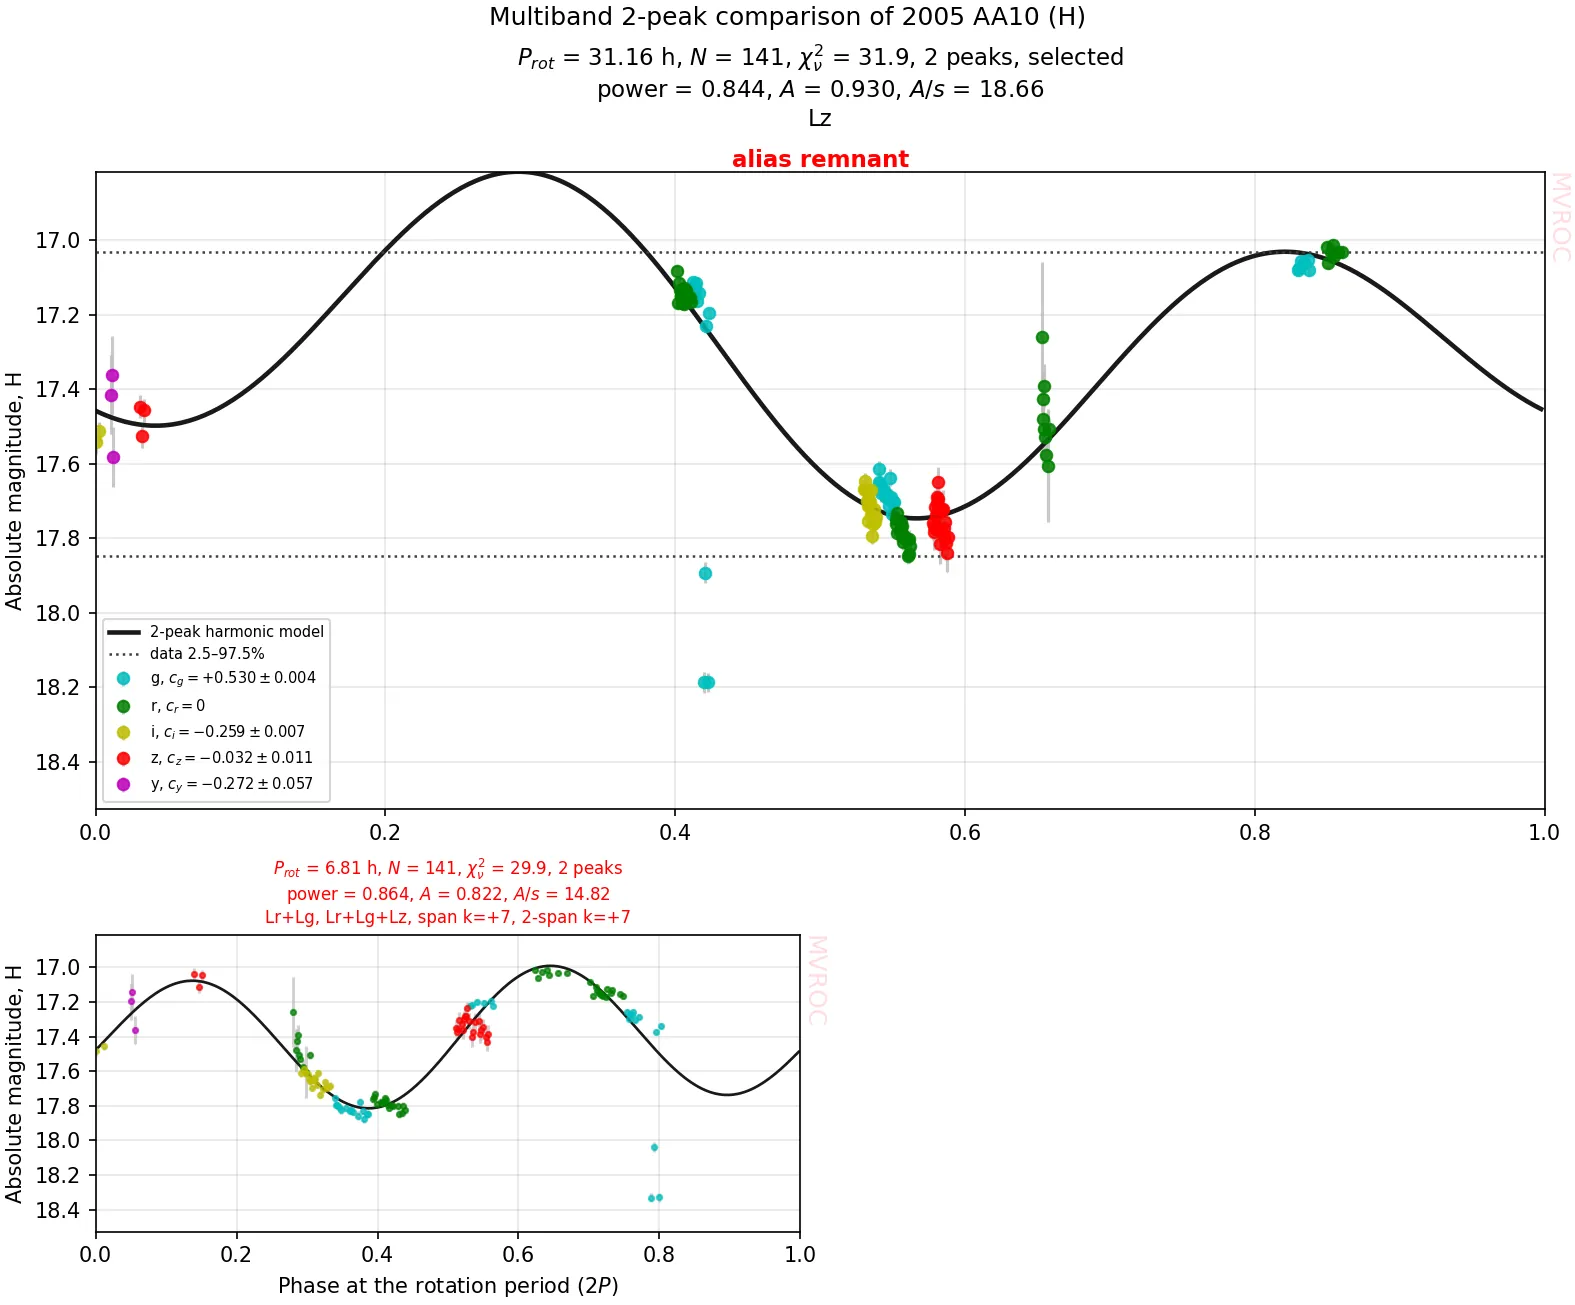 Multiband 2-peak comparison of 2005 AA10 (H)
P_rot = 31.16 h, N = 141, χ²_ν = 31.9, 2 peaks, selected
power = 0.844, A = 0.930, A/s = 18.66
Lz
alias remnant
MVROC
Absolute magnitude, H
17.0
17.2
17.4
17.6
17.8
18.0
18.2
18.4
2-peak harmonic model
data 2.5–97.5%
g, c_g = +0.530 ± 0.004
r, c_r = 0
i, c_i = −0.259 ± 0.007
z, c_z = −0.032 ± 0.011
y, c_y = −0.272 ± 0.057
0.0 0.2 0.4 0.6 0.8 1.0
P_rot = 6.81 h, N = 141, χ²_ν = 29.9, 2 peaks
power = 0.864, A = 0.822, A/s = 14.82
Lr+Lg, Lr+Lg+Lz, span k=+7, 2-span k=+7
MVROC
Absolute magnitude, H
17.0
17.2
17.4
17.6
17.8
18.0
18.2
18.4
0.0 0.2 0.4 0.6 0.8 1.0
Phase at the rotation period (2P)